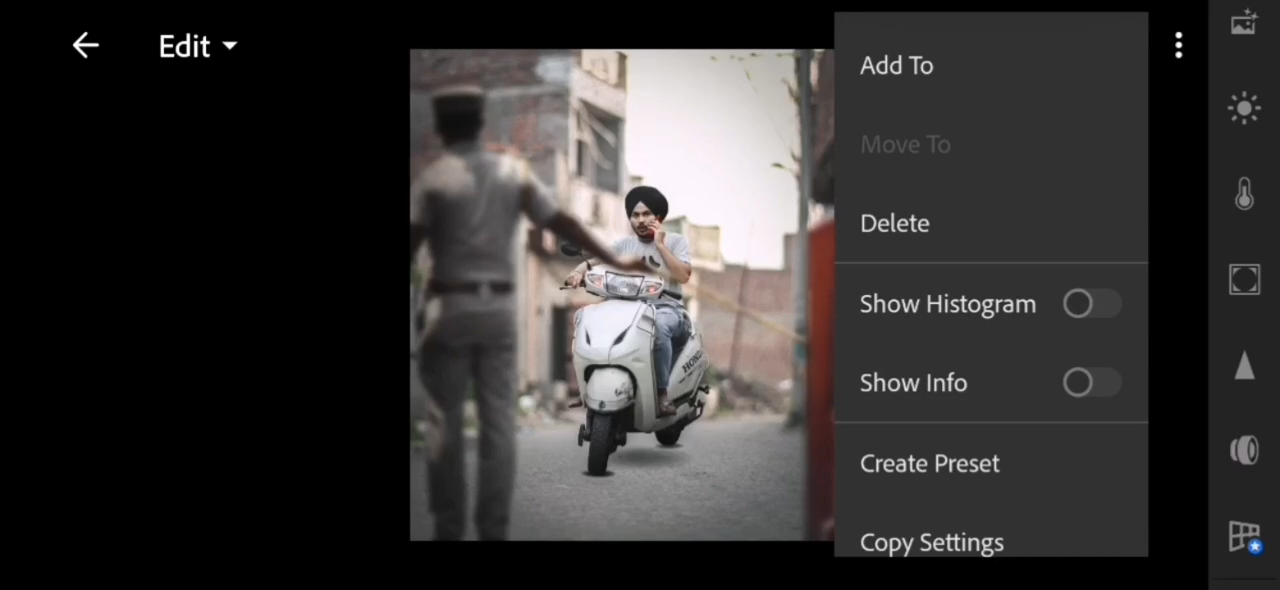 Edit
Add To
Move To
Delete
Show Histogram
Show Info
Create Preset
Copy Settings
HONDA